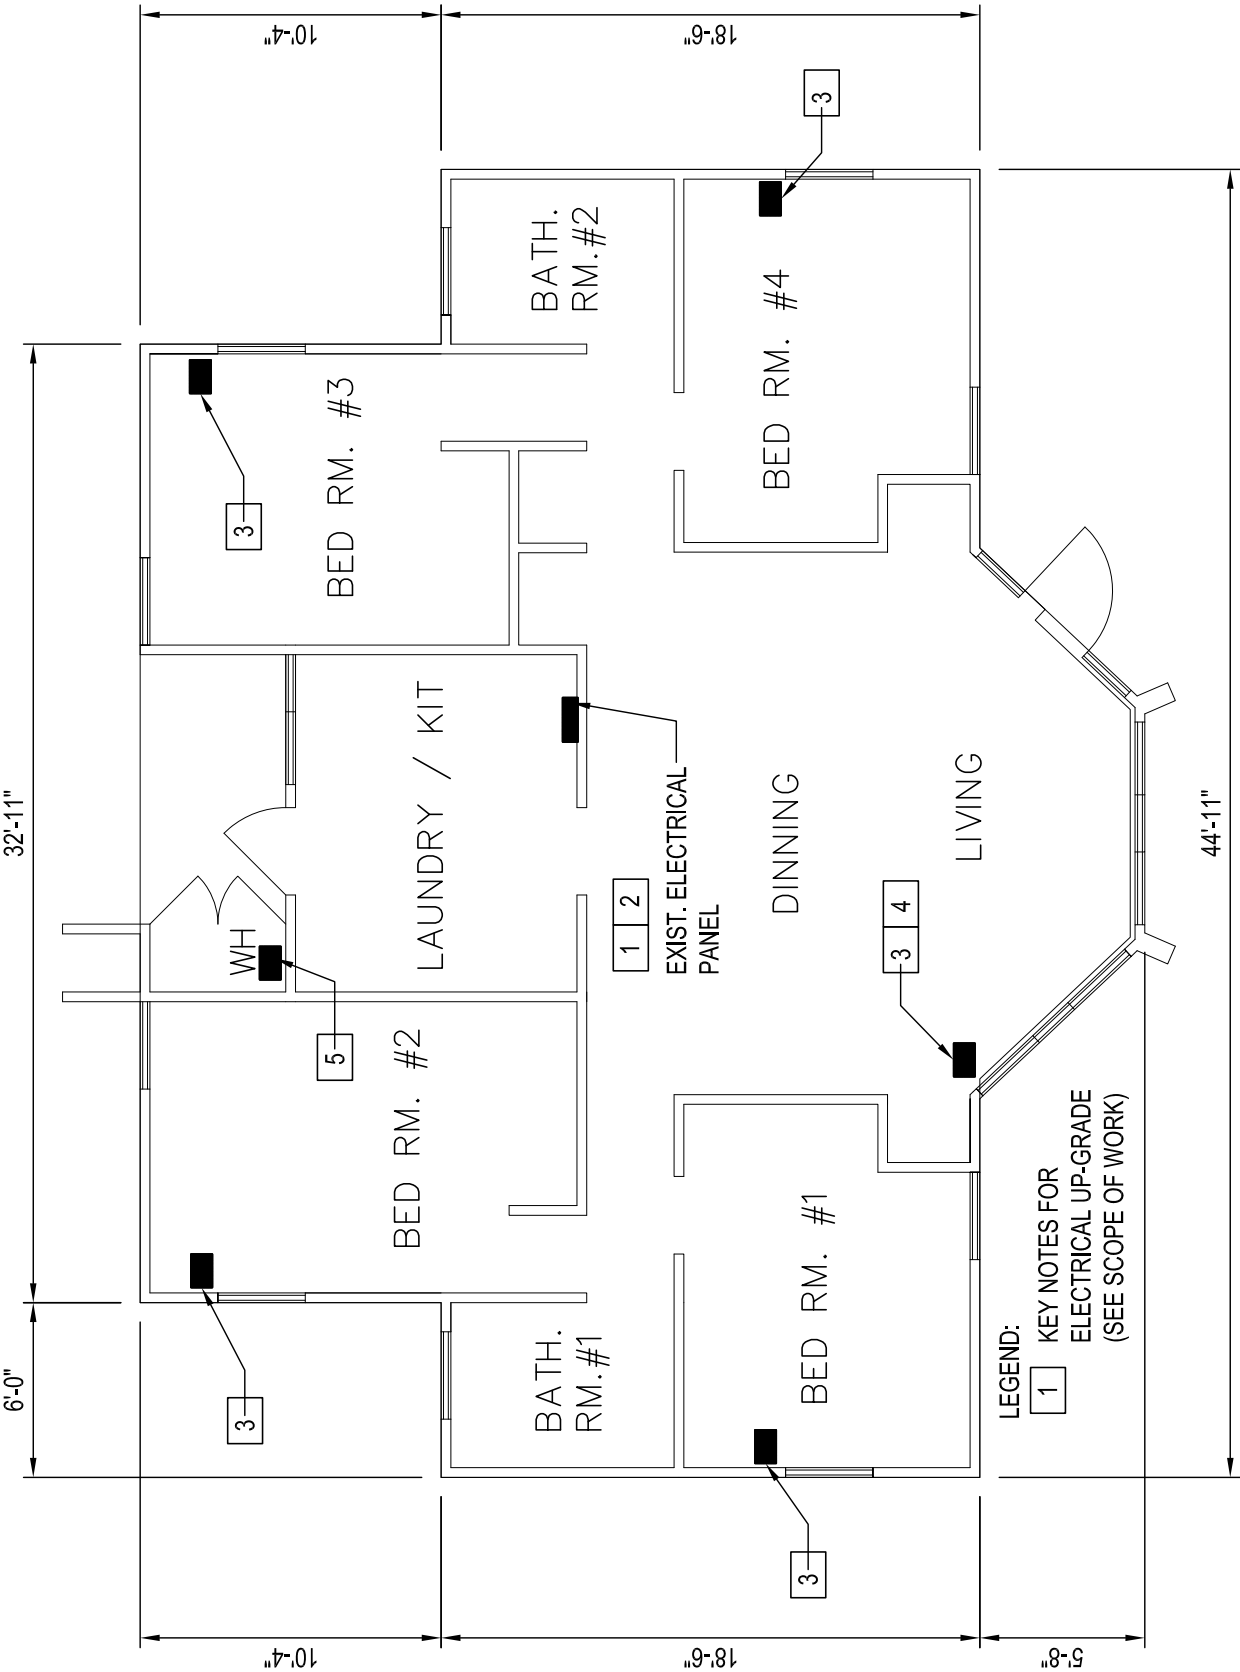 10'-4"
18'-6"
3
32'-11"
3
BED RM. #3
BATH.
RM.#2
BED RM. #4
LAUNDRY / KIT
WH
5
1 2
EXIST. ELECTRICAL
PANEL
DINNING
LIVING
3 4
44'-11"
6'-0"
3
BED RM. #2
BATH.
RM.#1
BED RM. #1
3
LEGEND:
1 KEY NOTES FOR
ELECTRICAL UP-GRADE
(SEE SCOPE OF WORK)
10'-4"
18'-6"
5'-8"